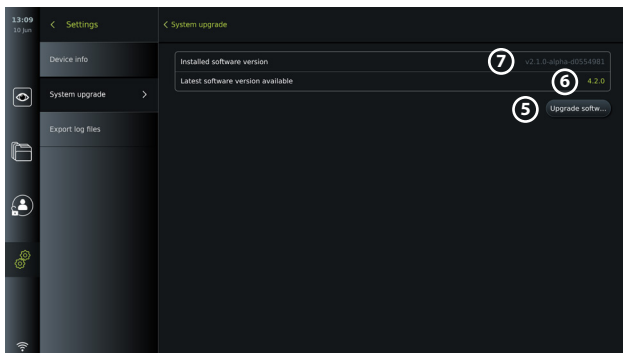 13:09
10 Jun
Settings
System upgrade
Device info
System upgrade
Export log files
Installed software version
7
v2.1.0-alpha-d0554981
Latest software version available
6
4.2.0
5
Upgrade softw...